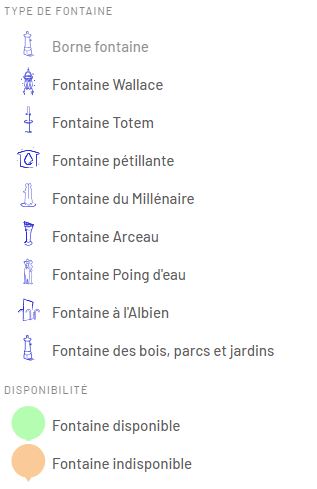 TYPE DE FONTAINE
Borne fontaine
Fontaine Wallace
Fontaine Totem
Fontaine pétillante
Fontaine du Millénaire
Fontaine Arceau
Fontaine Poing d'eau
Fontaine à l'Albien
Fontaine des bois, parcs et jardins
DISPONIBILITÉ
Fontaine disponible
Fontaine indisponible